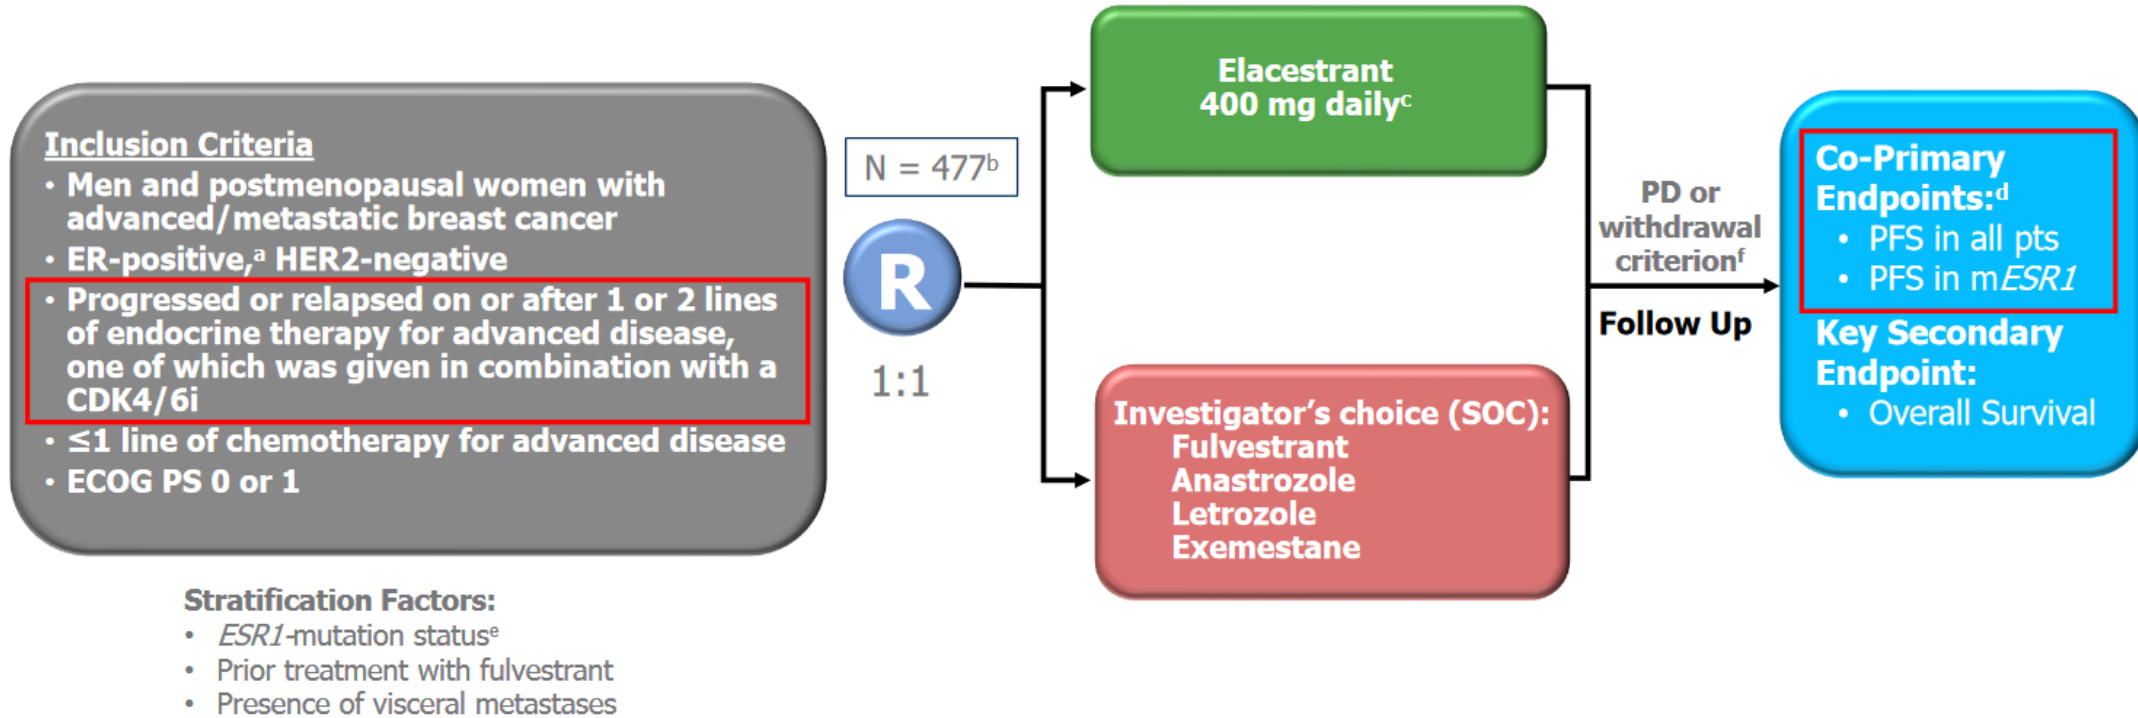 Inclusion Criteria
• Men and postmenopausal women with
advanced/metastatic breast cancer
• ER-positive,ᵃ HER2-negative
• Progressed or relapsed on or after 1 or 2 lines
of endocrine therapy for advanced disease,
one of which was given in combination with a
CDK4/6i
• ≤1 line of chemotherapy for advanced disease
• ECOG PS 0 or 1
Stratification Factors:
• ESR1-mutation statusᵉ
• Prior treatment with fulvestrant
• Presence of visceral metastases
N = 477ᵇ
R
1:1
Elacestrant
400 mg dailyᶜ
Investigator’s choice (SOC):
Fulvestrant
Anastrozole
Letrozole
Exemestane
PD or
withdrawal
criterionᶠ
Follow Up
Co-Primary
Endpoints:ᵈ
• PFS in all pts
• PFS in mESR1
Key Secondary
Endpoint:
• Overall Survival